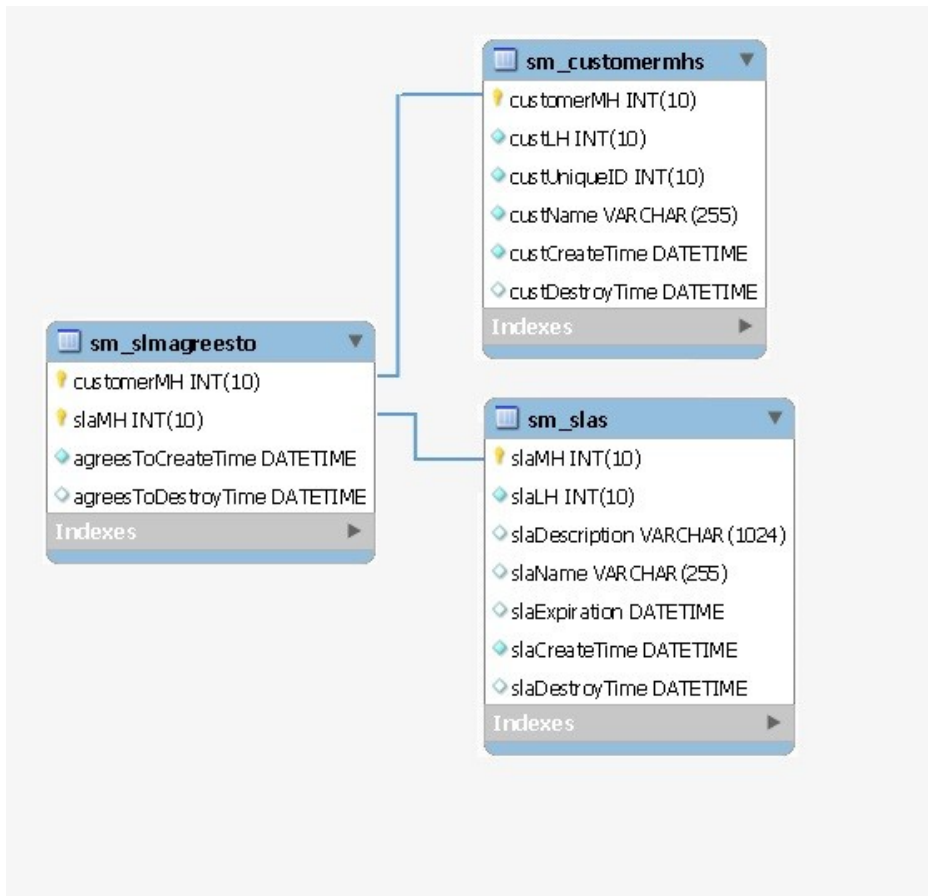 sm_customermhs
customerMH INT(10)
custLH INT(10)
custUniqueID INT(10)
custName VARCHAR(255)
custCreateTime DATETIME
custDestroyTime DATETIME
Indexes
sm_slmagreesto
customerMH INT(10)
slaMH INT(10)
agreesToCreateTime DATETIME
agreesToDestroyTime DATETIME
Indexes
sm_slas
slaMH INT(10)
slaLH INT(10)
slaDescription VARCHAR(1024)
slaName VARCHAR(255)
slaExpiration DATETIME
slaCreateTime DATETIME
slaDestroyTime DATETIME
Indexes